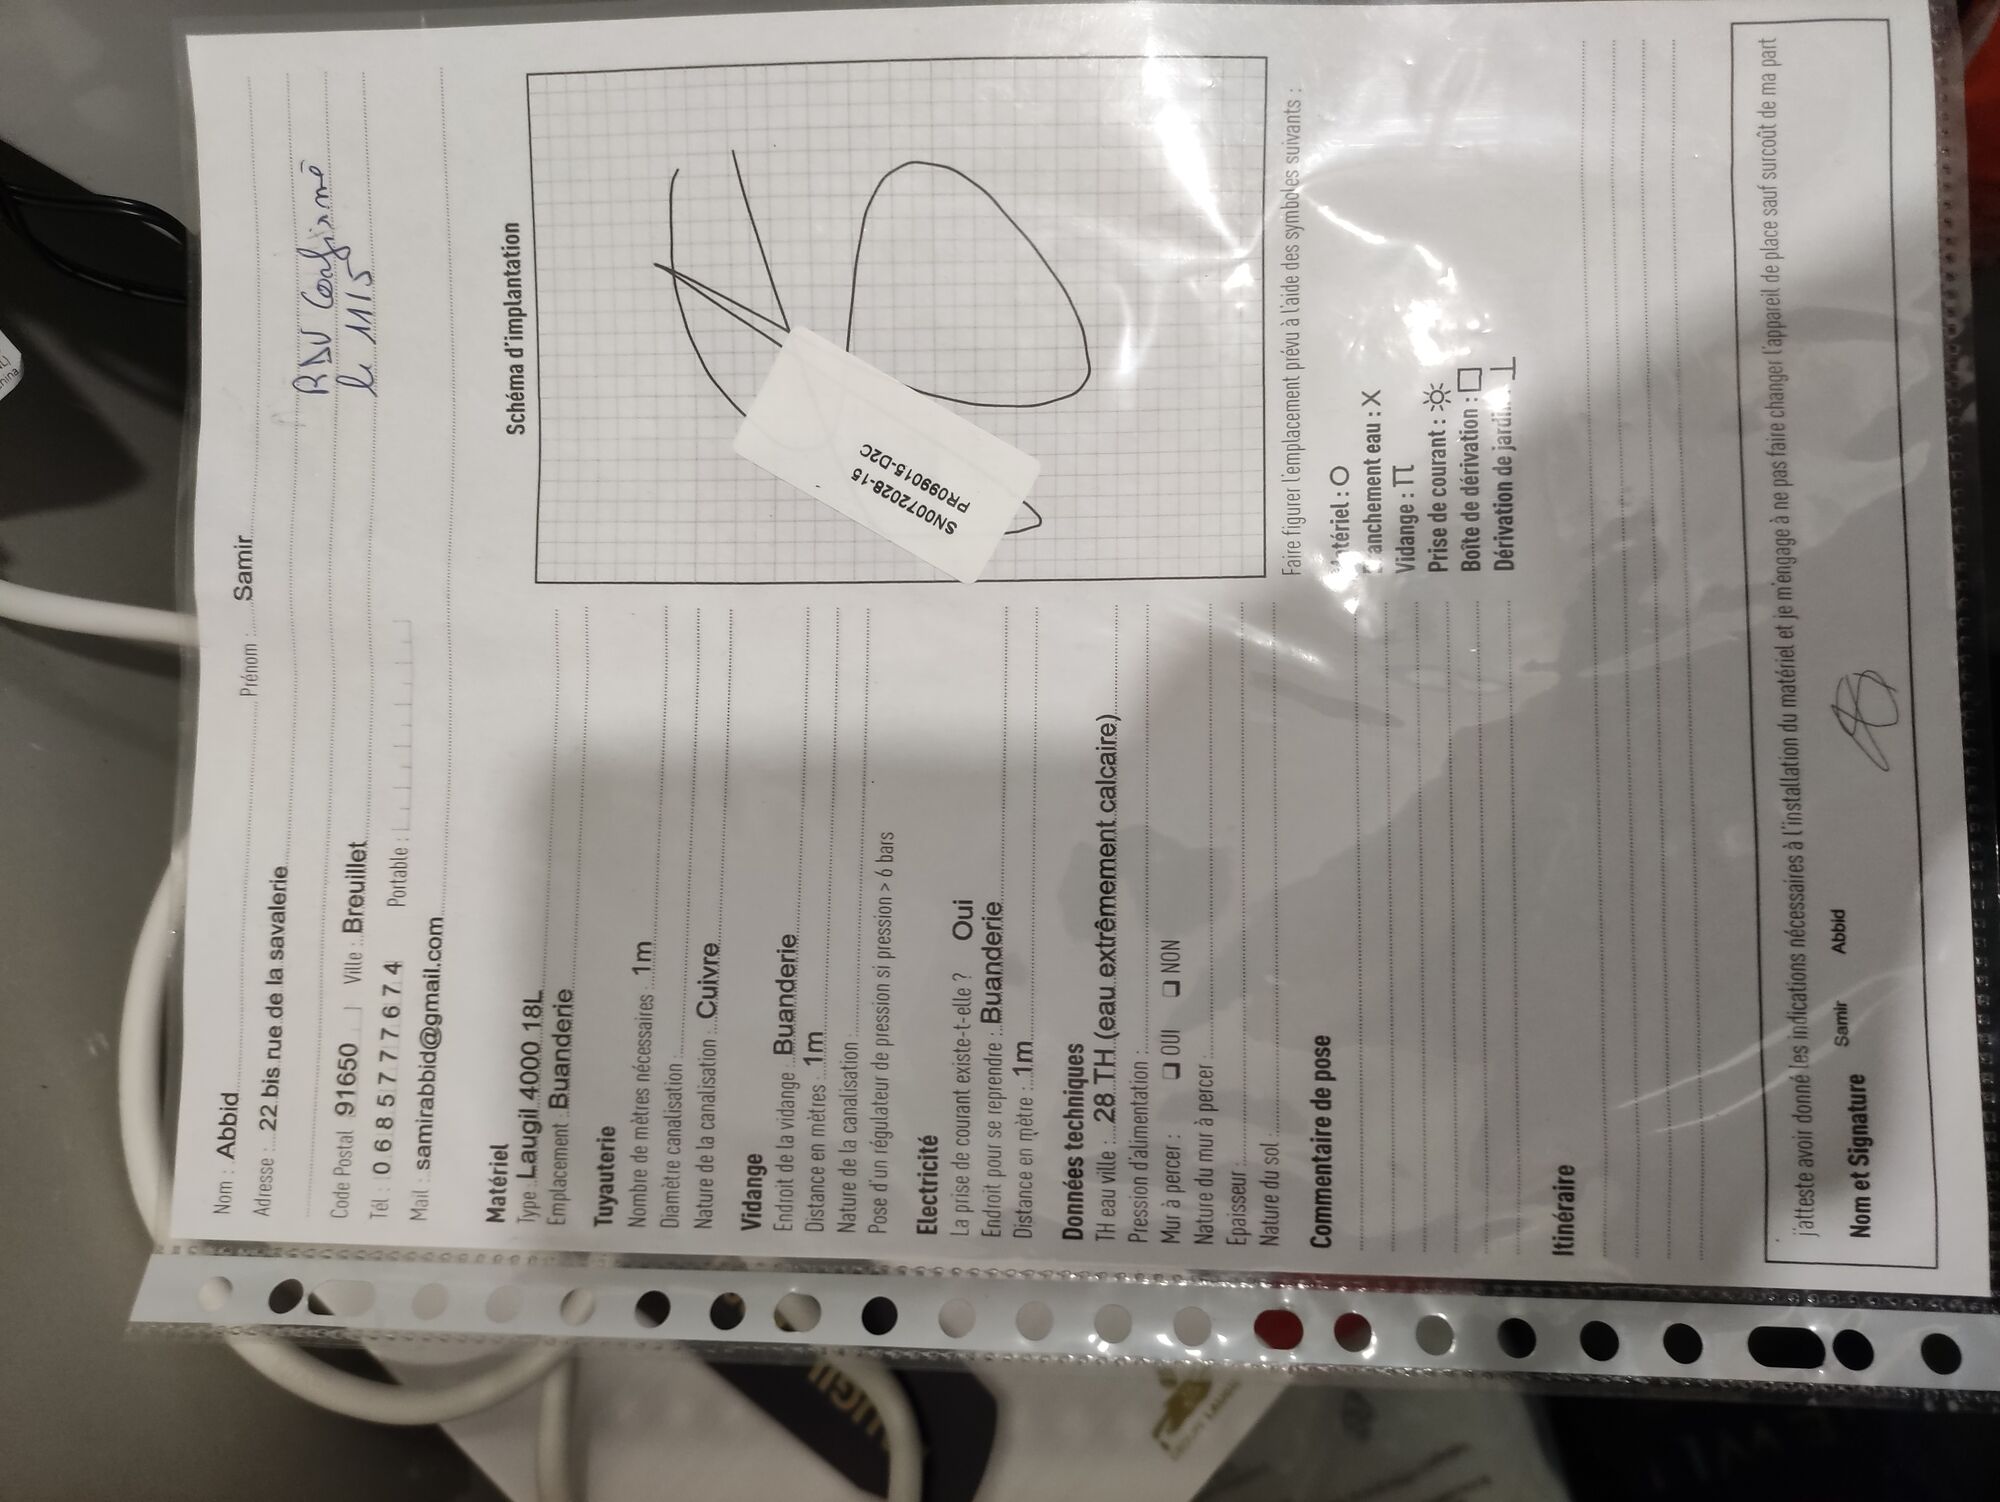 Nom : Abbid Prénom : Samir
Adresse : 22 bis rue de la savalerie
RDV Confirmé
le 11/5
Code Postal 91650 Ville : Breuillet
Tél : 0 6 8 5 7 7 7 6 7 4 Portable :
Mail : samirabbid@gmail.com
Matériel
Type : Laugil 4000 18L
Emplacement : Buanderie
Tuyauterie
Nombre de mètres nécessaires : 1m
Diamètre canalisation :
Nature de la canalisation : Cuivre
Vidange
Endroit de la vidange : Buanderie
Distance en mètres : 1m
Nature de la canalisation :
Pose d'un régulateur de pression si pression > 6 bars
Electricité
La prise de courant existe-t-elle ? Oui
Endroit pour se reprendre : Buanderie
Distance en mètre : 1m
Données techniques
TH eau ville : 28 TH (eau extrêmement calcaire)
Pression d'alimentation :
Mur à percer : ❑ OUI ❑ NON
Nature du mur à percer :
Epaisseur :
Nature du sol :
Commentaire de pose
Schéma d'implantation
SN0072028-15
PR099015-D2C
Faire figurer l'emplacement prévu à l'aide des symboles suivants :
Matériel : O
Branchement eau : X
Vidange :
Prise de courant :
Boîte de dérivation :
Dérivation de jardin
Itinéraire
j'atteste avoir donné les indications nécessaires à l'installation du matériel et je m'engage à ne pas faire changer l'appareil de place sauf surcoût de ma part
Nom et Signature Samir Abbid